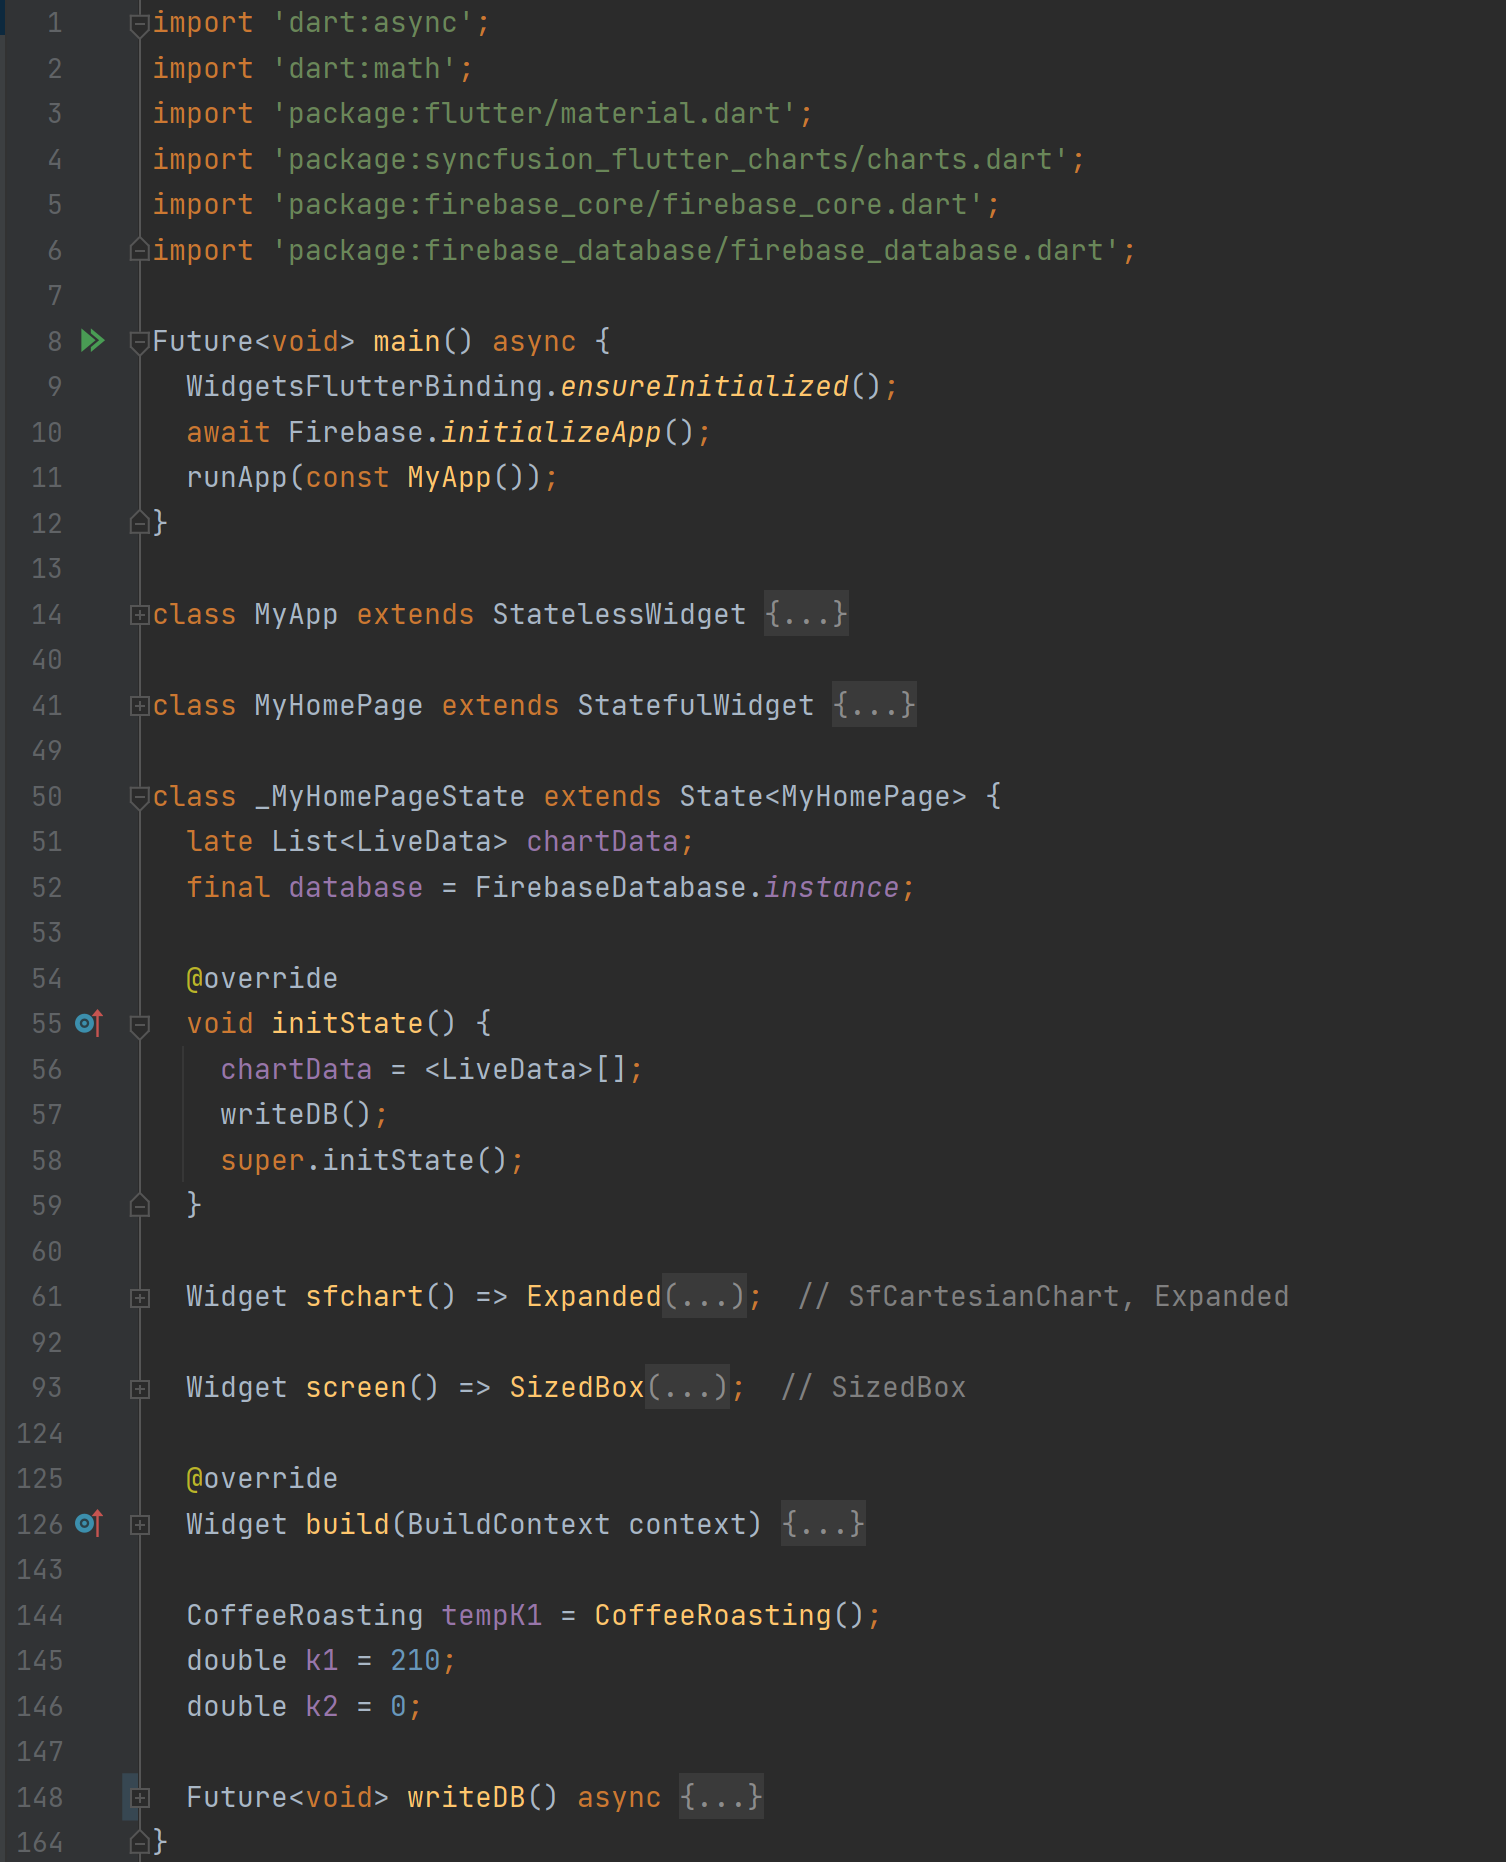 1 import 'dart:async';
2 import 'dart:math';
3 import 'package:flutter/material.dart';
4 import 'package:syncfusion_flutter_charts/charts.dart';
5 import 'package:firebase_core/firebase_core.dart';
6 import 'package:firebase_database/firebase_database.dart';
7
8 Future<void> main() async {
9   WidgetsFlutterBinding.ensureInitialized();
10   await Firebase.initializeApp();
11   runApp(const MyApp());
12 }
13
14 class MyApp extends StatelessWidget {...}
40
41 class MyHomePage extends StatefulWidget {...}
49
50 class _MyHomePageState extends State<MyHomePage> {
51   late List<LiveData> chartData;
52   final database = FirebaseDatabase.instance;
53
54   @override
55   void initState() {
56     chartData = <LiveData>[];
57     writeDB();
58     super.initState();
59   }
60
61   Widget sfchart() => Expanded(...);  // SfCartesianChart, Expanded
92
93   Widget screen() => SizedBox(...);  // SizedBox
124
125   @override
126   Widget build(BuildContext context) {...}
143
144   CoffeeRoasting tempK1 = CoffeeRoasting();
145   double k1 = 210;
146   double k2 = 0;
147
148   Future<void> writeDB() async {...}
164 }